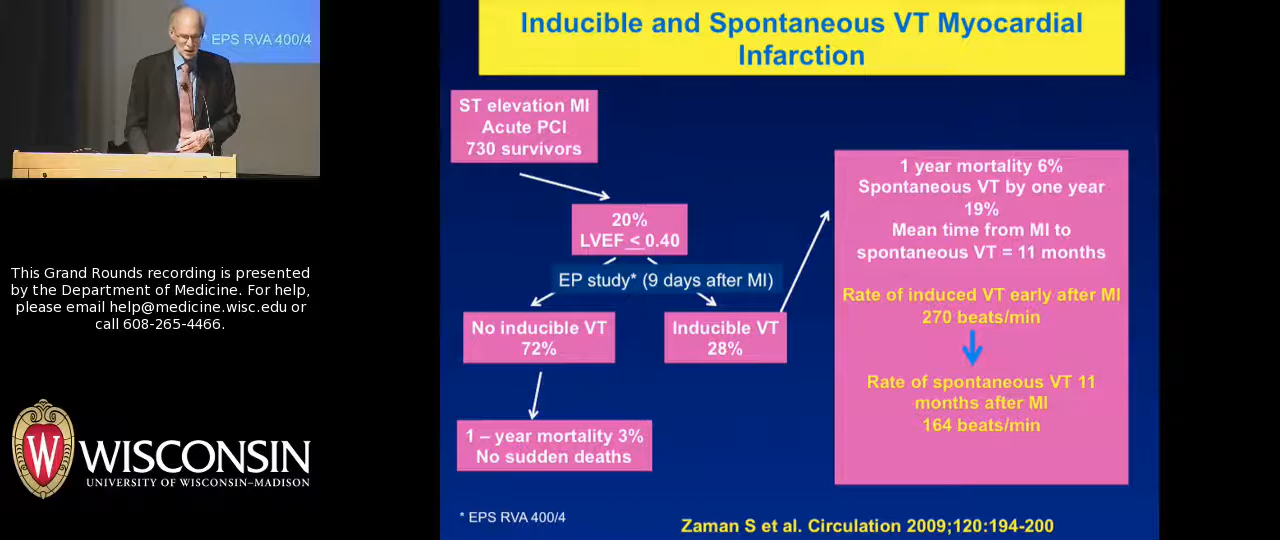 EPS RVA 400/4
This Grand Rounds recording is presented
by the Department of Medicine. For help,
please email help@medicine.wisc.edu or
call 608-265-4466.
W
WISCONSIN
UNIVERSITY OF WISCONSIN–MADISON
Inducible and Spontaneous VT Myocardial
Infarction
ST elevation MI
Acute PCI
730 survivors
20%
LVEF < 0.40
EP study* (9 days after MI)
No inducible VT
72%
Inducible VT
28%
1 – year mortality 3%
No sudden deaths
1 year mortality 6%
Spontaneous VT by one year
19%
Mean time from MI to
spontaneous VT = 11 months
Rate of induced VT early after MI
270 beats/min
Rate of spontaneous VT 11
months after MI
164 beats/min
* EPS RVA 400/4
Zaman S et al. Circulation 2009;120:194-200